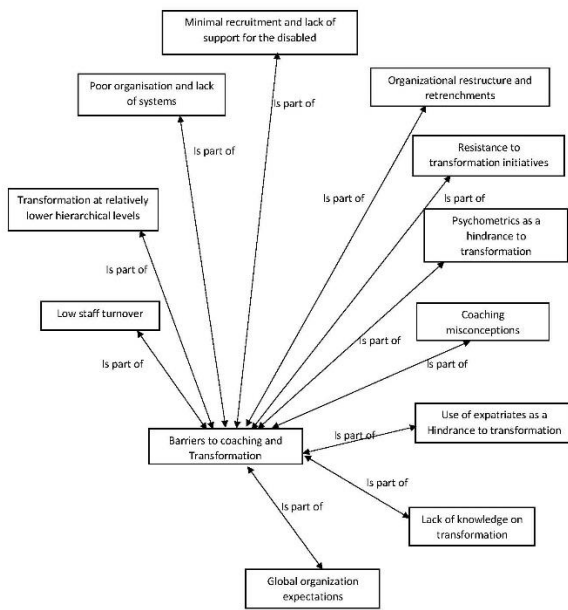 Minimal recruitment and lack of
support for the disabled
Organizational restructure and
retrenchments
Poor organisation and lack
of systems
Is part of
Is part of
Is part of
Resistance to
transformation initiatives
Is part of
Transformation at relatively
lower hierarchical levels
Psychometrics as a
hindrance to
transformation
Is part of
Is part of
Low staff turnover
Coaching
misconceptions
Is part of
Is part of
Use of expatriates as a
Hindrance to transformation
Is part of
Barriers to coaching and
Transformation
Is part of
Is part of
Lack of knowledge on
transformation
Global organization
expectations